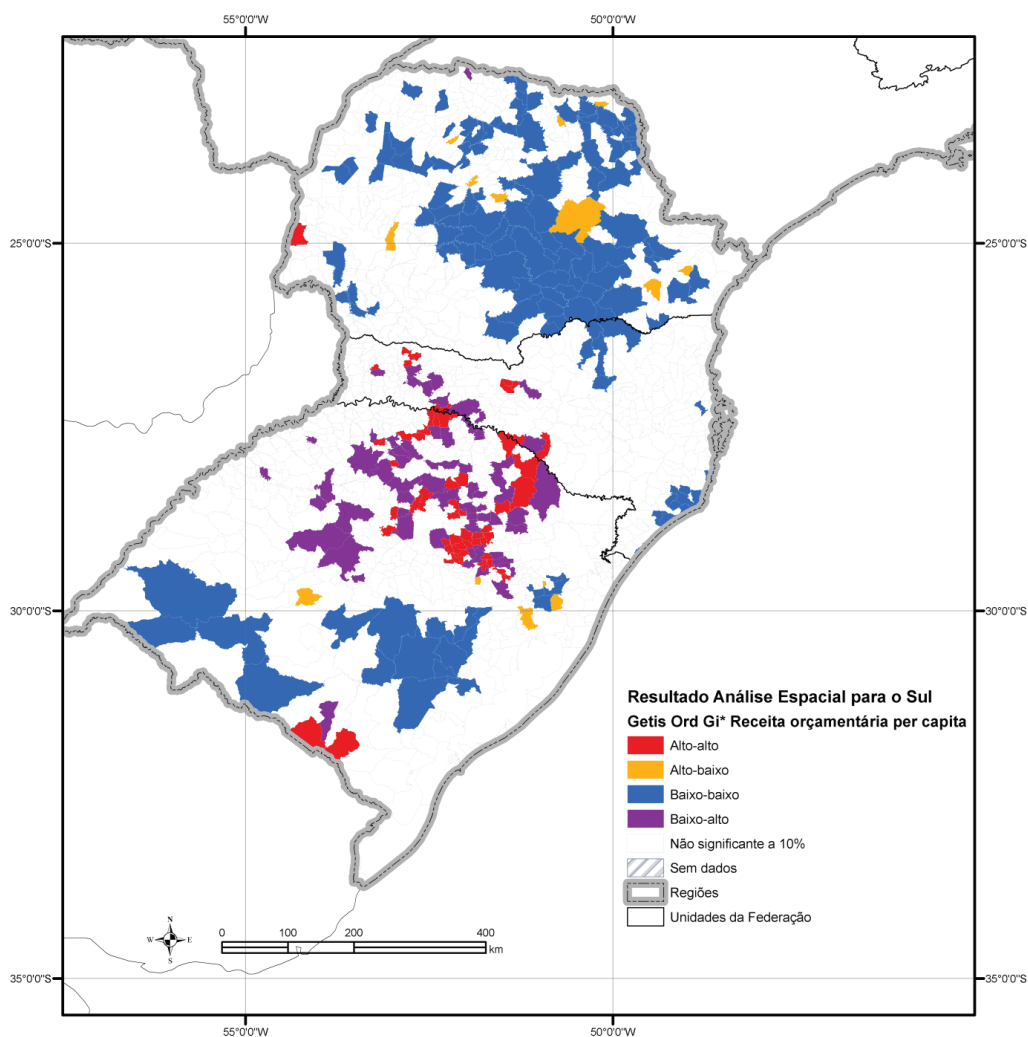 55°0'0"W 50°0'0"W
25°0'0"S 25°0'0"S
30°0'0"S 30°0'0"S
Resultado Análise Espacial para o Sul
Getis Ord Gi* Receita orçamentária per capita
Alto-alto
Alto-baixo
Baixo-baixo
Baixo-alto
Não significante a 10%
Sem dados
Regiões
Unidades da Federação
N
W E
S
0 100 200 400
km
35°0'0"S 35°0'0"S
55°0'0"W 50°0'0"W